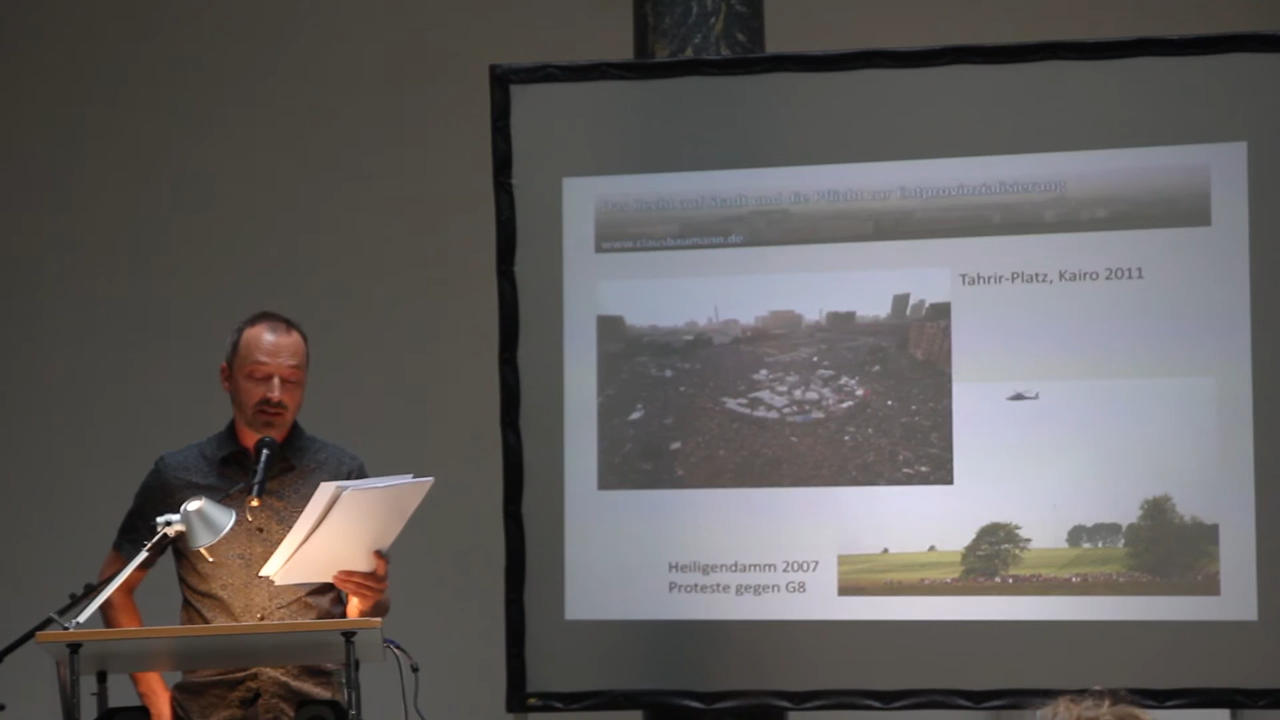 Das Recht auf Stadt und die Pflicht zur Entprovinzialisierung
www.clausbaumann.de
Tahrir-Platz, Kairo 2011
Heiligendamm 2007
Proteste gegen G8